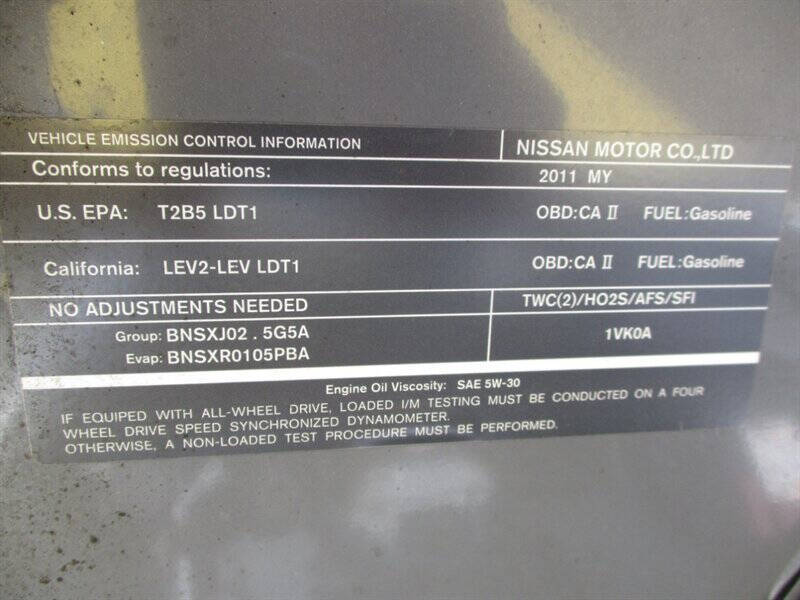 VEHICLE EMISSION CONTROL INFORMATION NISSAN MOTOR CO.,LTD
Conforms to regulations: 2011 MY
U.S. EPA: T2B5 LDT1 OBD:CA II FUEL:Gasoline
California: LEV2-LEV LDT1 OBD:CA II FUEL:Gasoline
NO ADJUSTMENTS NEEDED TWC(2)/HO2S/AFS/SFI
Group: BNSXJ02 . 5G5A 1VK0A
Evap: BNSXR0105PBA
Engine Oil Viscosity: SAE 5W-30
IF EQUIPED WITH ALL-WHEEL DRIVE, LOADED I/M TESTING MUST BE CONDUCTED ON A FOUR
WHEEL DRIVE SPEED SYNCHRONIZED DYNAMOMETER.
OTHERWISE, A NON-LOADED TEST PROCEDURE MUST BE PERFORMED.